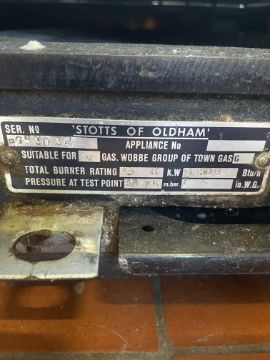 SER. Nº 'STOTTS OF OLDHAM'
APPLIANCE No
SUITABLE FOR GAS. WOBBE GROUP OF TOWN GAS G
TOTAL BURNER RATING k.W Btu/h
PRESSURE AT TEST POINT m.bar in.W.G.